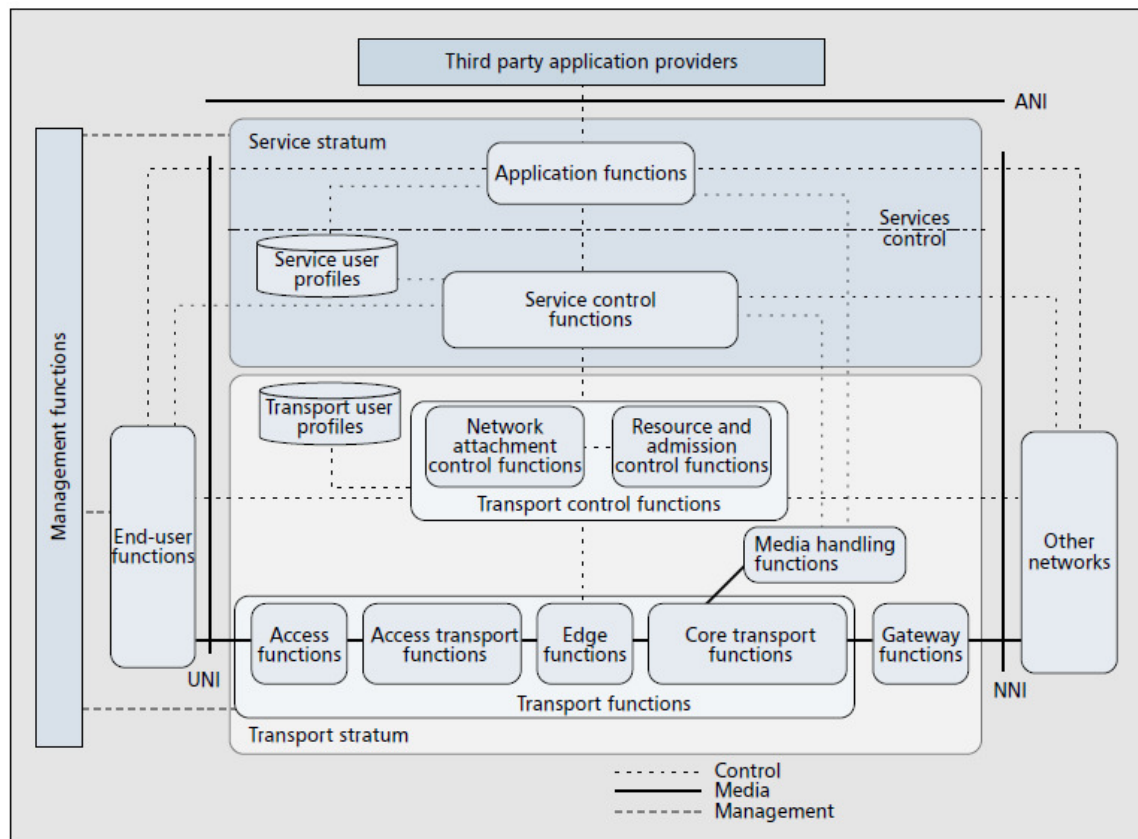 Third party application providers
ANI
Service stratum
Application functions
Services
control
Service user
profiles
Service control
functions
Management functions
Transport user
profiles
Network
attachment
control functions
Resource and
admission
control functions
Transport control functions
End-user
functions
Media handling
functions
Other
networks
Access
functions
Access transport
functions
Edge
functions
Core transport
functions
Gateway
functions
UNI
NNI
Transport functions
Transport stratum
Control
Media
Management